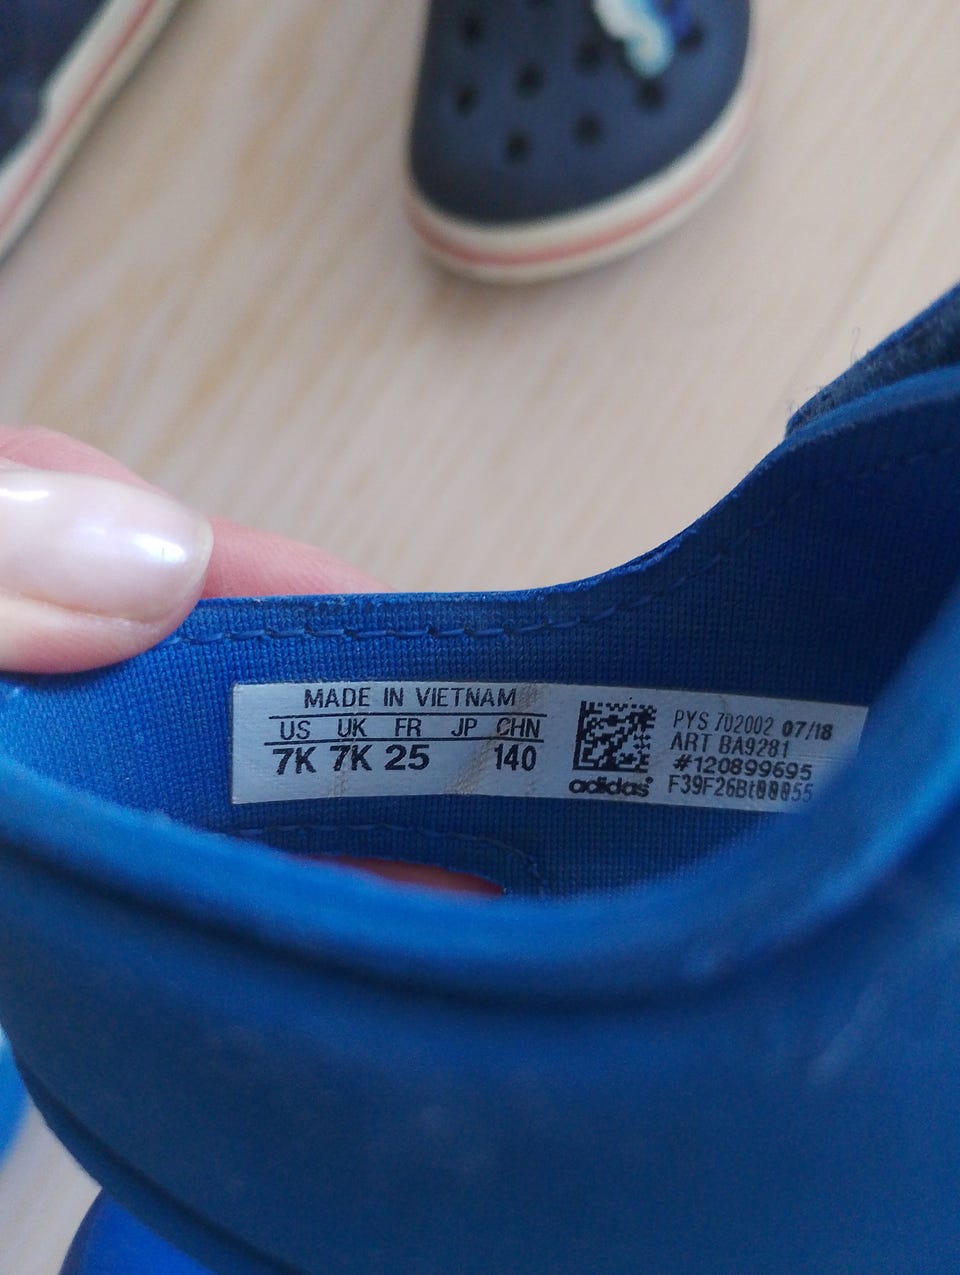 MADE IN VIETNAM
US UK FR JP CHN
7K 7K 25 140
adidas
PYS 702002 07/18
ART BA9281
#120899695